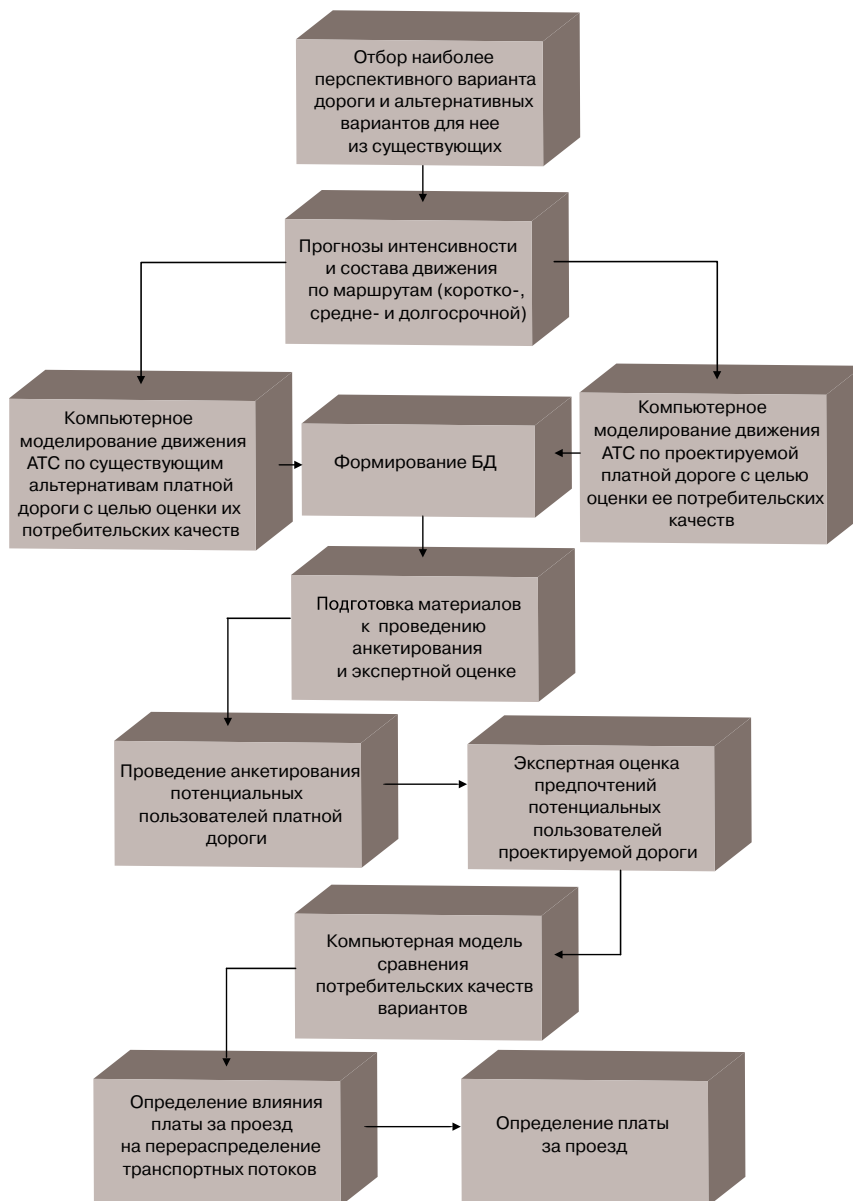 Отбор наиболее
перспективного варианта
дороги и альтернативных
вариантов для нее
из существующих
Прогнозы интенсивности
и состава движения
по маршрутам (коротко-,
средне- и долгосрочной)
Компьютерное
моделирование движения
АТС по существующим
альтернативам платной
дороги с целью оценки их
потребительских качеств
Формирование БД
Компьютерное
моделирование движения
АТС по проектируемой
платной дороге с целью
оценки ее потребительских
качеств
Подготовка материалов
к проведению
анкетирования
и экспертной оценке
Проведение анкетирования
потенциальных
пользователей платной
дороги
Экспертная оценка
предпочтений
потенциальных
пользователей
проектируемой дороги
Компьютерная модель
сравнения
потребительских качеств
вариантов
Определение влияния
платы за проезд
на перераспределение
транспортных потоков
Определение платы
за проезд